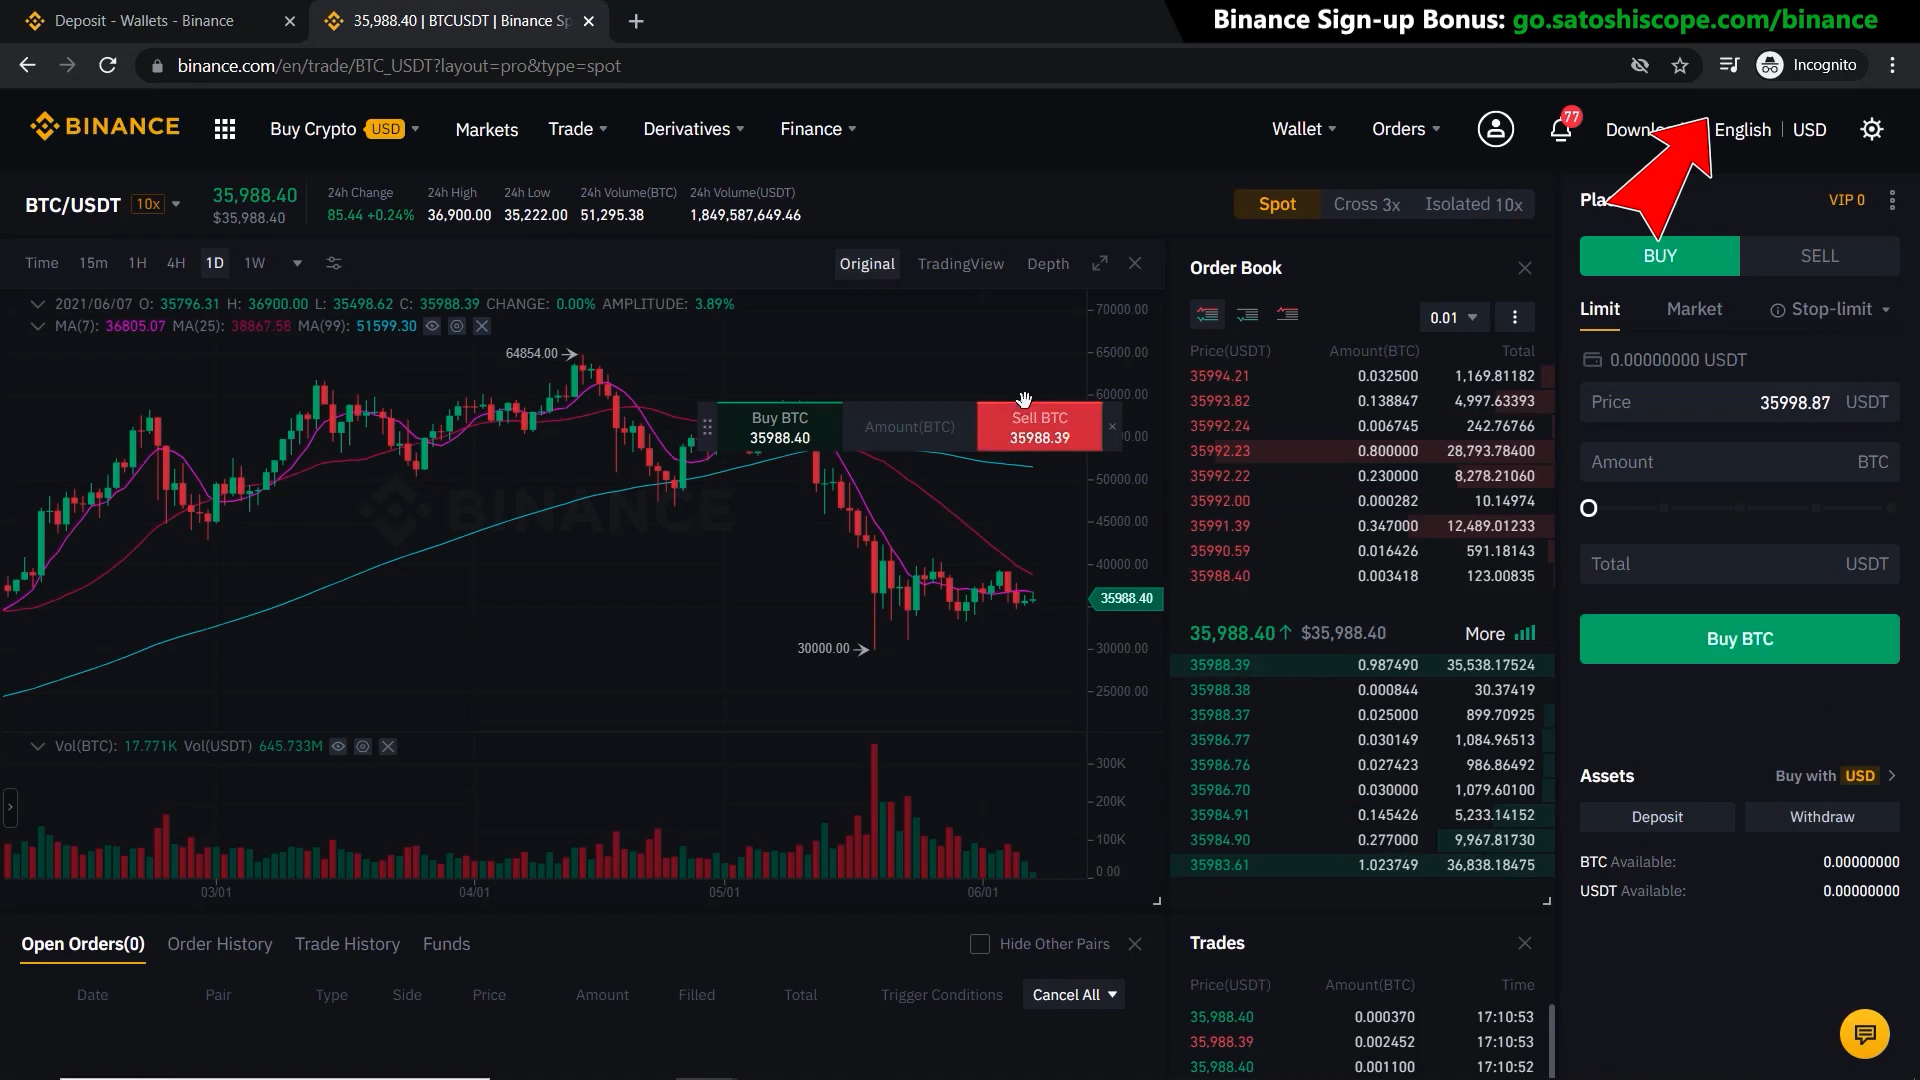 Deposit - Wallets - Binance
35,988.40 | BTCUSDT | Binance Sp
Binance Sign-up Bonus: go.satoshiscope.com/binance
binance.com/en/trade/BTC_USDT?layout=pro&type=spot
Incognito
BINANCE
Buy Crypto USD
Markets
Trade
Derivatives
Finance
Wallet
Orders
77
English
USD
BTC/USDT 10x
35,988.40
$35,988.40
24h Change
85.44 +0.24%
24h High
36,900.00
24h Low
35,222.00
24h Volume(BTC)
51,295.38
24h Volume(USDT)
1,849,587,649.46
Spot
Cross 3x
Isolated 10x
VIP 0
BUY
SELL
Time 15m 1H 4H 1D 1W
Original
TradingView
Depth
2021/06/07 O: 35796.31 H: 36900.00 L: 35498.62 C: 35988.39 CHANGE: 0.00% AMPLITUDE: 3.89%
MA(7): 36805.07 MA(25): 38867.58 MA(99): 51599.30
70000.00
65000.00
60000.00
50000.00
45000.00
40000.00
35988.40
30000.00
25000.00
64854.00
30000.00
Buy BTC
35988.40
Amount(BTC)
Sell BTC
35988.39
BINANCE
Vol(BTC): 17.771K Vol(USDT) 645.733M
300K
200K
100K
0.00
03/01
04/01
05/01
06/01
Order Book
0.01
Price(USDT) Amount(BTC) Total
35994.21 0.032500 1,169.81182
35993.82 0.138847 4,997.63393
35992.24 0.006745 242.76766
35992.23 0.800000 28,793.78400
35992.22 0.230000 8,278.21060
35992.00 0.000282 10.14974
35991.39 0.347000 12,489.01233
35990.59 0.016426 591.18143
35988.40 0.003418 123.00835
35,988.40 $35,988.40 More
35988.39 0.987490 35,538.17524
35988.38 0.000844 30.37419
35988.37 0.025000 899.70925
35986.77 0.030149 1,084.96513
35986.76 0.027423 986.86492
35986.70 0.030000 1,079.60100
35984.91 0.145426 5,233.14152
35984.90 0.277000 9,967.81730
35983.61 1.023749 36,838.18475
Limit
Market
Stop-limit
0.00000000 USDT
Price 35998.87 USDT
Amount BTC
Total USDT
Buy BTC
Assets
Buy with USD
Deposit
Withdraw
BTC Available: 0.00000000
USDT Available: 0.00000000
Open Orders(0)
Order History
Trade History
Funds
Hide Other Pairs
Date Pair Type Side Price Amount Filled Total Trigger Conditions Cancel All
Trades
Price(USDT) Amount(BTC) Time
35,988.40 0.000370 17:10:53
35,988.39 0.002452 17:10:53
35,988.40 0.001100 17:10:52